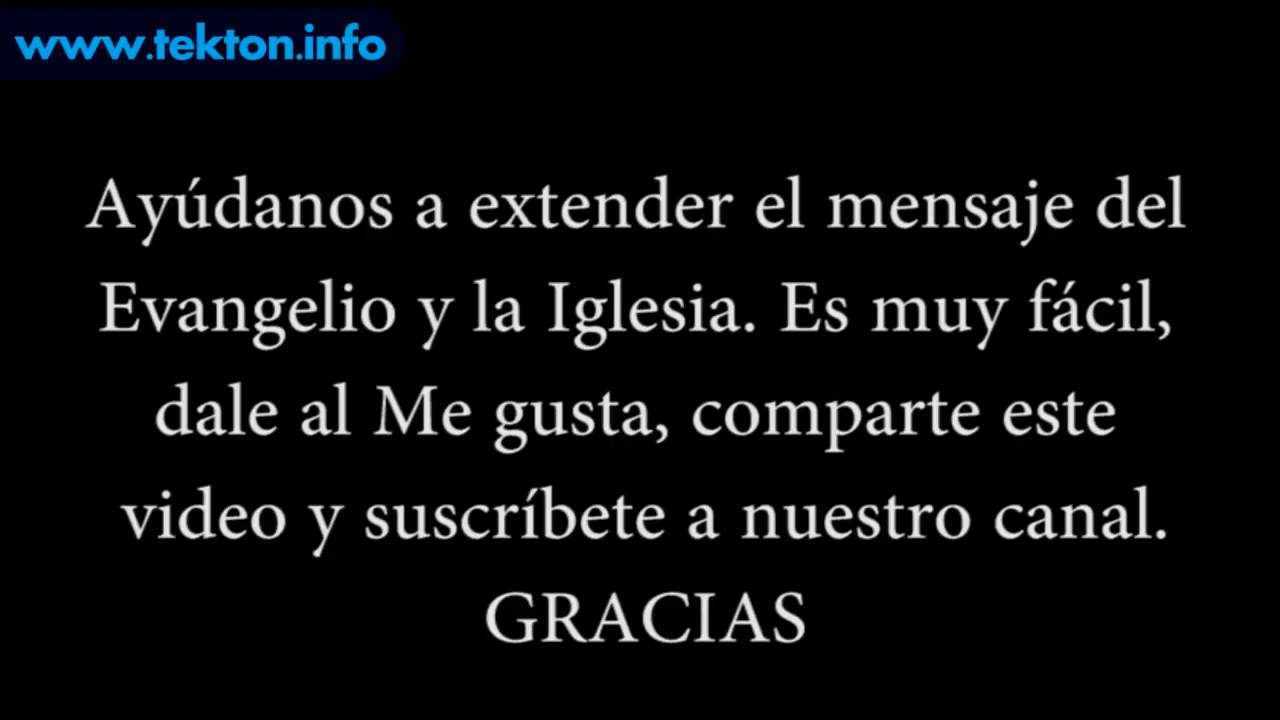 www.tekton.info
Ayúdanos a extender el mensaje del
Evangelio y la Iglesia. Es muy fácil,
dale al Me gusta, comparte este
video y suscríbete a nuestro canal.
GRACIAS